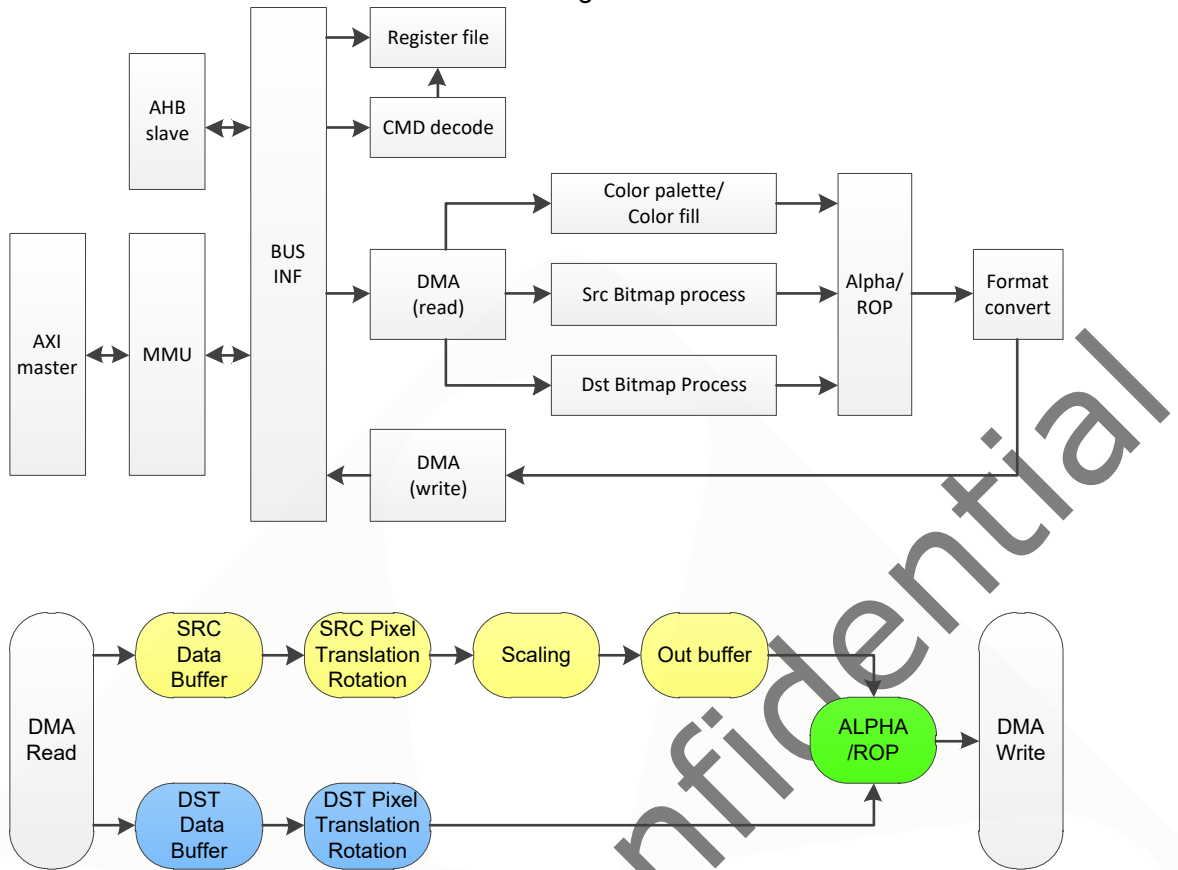 Register file
AHB
slave
CMD decode
Color palette/
Color fill
BUS
INF
DMA
(read)
Src Bitmap process
Alpha/
ROP
Format
convert
AXI
master
MMU
Dst Bitmap Process
DMA
(write)
SRC
Data
Buffer
SRC Pixel
Translation
Rotation
Scaling
Out buffer
DMA
Read
ALPHA
/ROP
DMA
Write
DST
Data
Buffer
DST Pixel
Translation
Rotation
nfidential